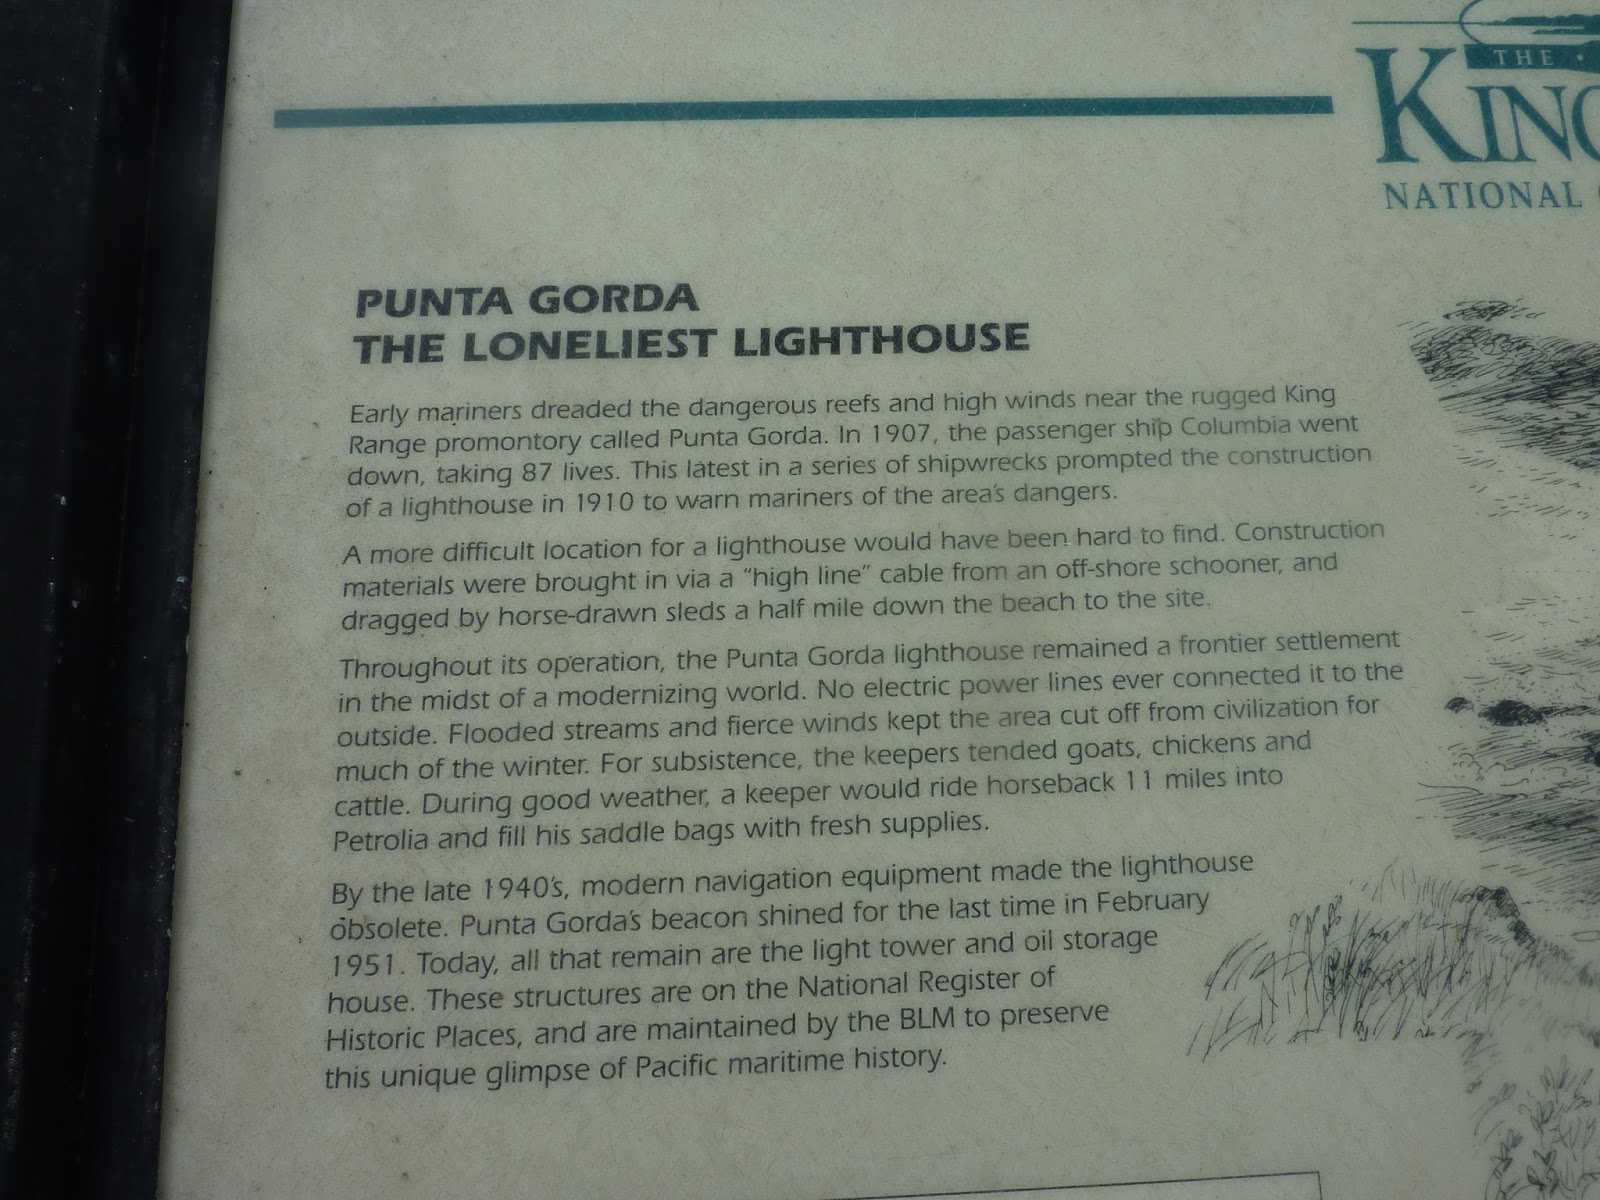 THE ·
KING
NATIONAL
PUNTA GORDA
THE LONELIEST LIGHTHOUSE
Early mariners dreaded the dangerous reefs and high winds near the rugged King
Range promontory called Punta Gorda. In 1907, the passenger ship Columbia went
down, taking 87 lives. This latest in a series of shipwrecks prompted the construction
of a lighthouse in 1910 to warn mariners of the area's dangers.
A more difficult location for a lighthouse would have been hard to find. Construction
materials were brought in via a "high line" cable from an off-shore schooner, and
dragged by horse-drawn sleds a half mile down the beach to the site.
Throughout its operation, the Punta Gorda lighthouse remained a frontier settlement
in the midst of a modernizing world. No electric power lines ever connected it to the
outside. Flooded streams and fierce winds kept the area cut off from civilization for
much of the winter. For subsistence, the keepers tended goats, chickens and
cattle. During good weather, a keeper would ride horseback 11 miles into
Petrolia and fill his saddle bags with fresh supplies.
By the late 1940's, modern navigation equipment made the lighthouse
obsolete. Punta Gorda's beacon shined for the last time in February
1951. Today, all that remain are the light tower and oil storage
house. These structures are on the National Register of
Historic Places, and are maintained by the BLM to preserve
this unique glimpse of Pacific maritime history.